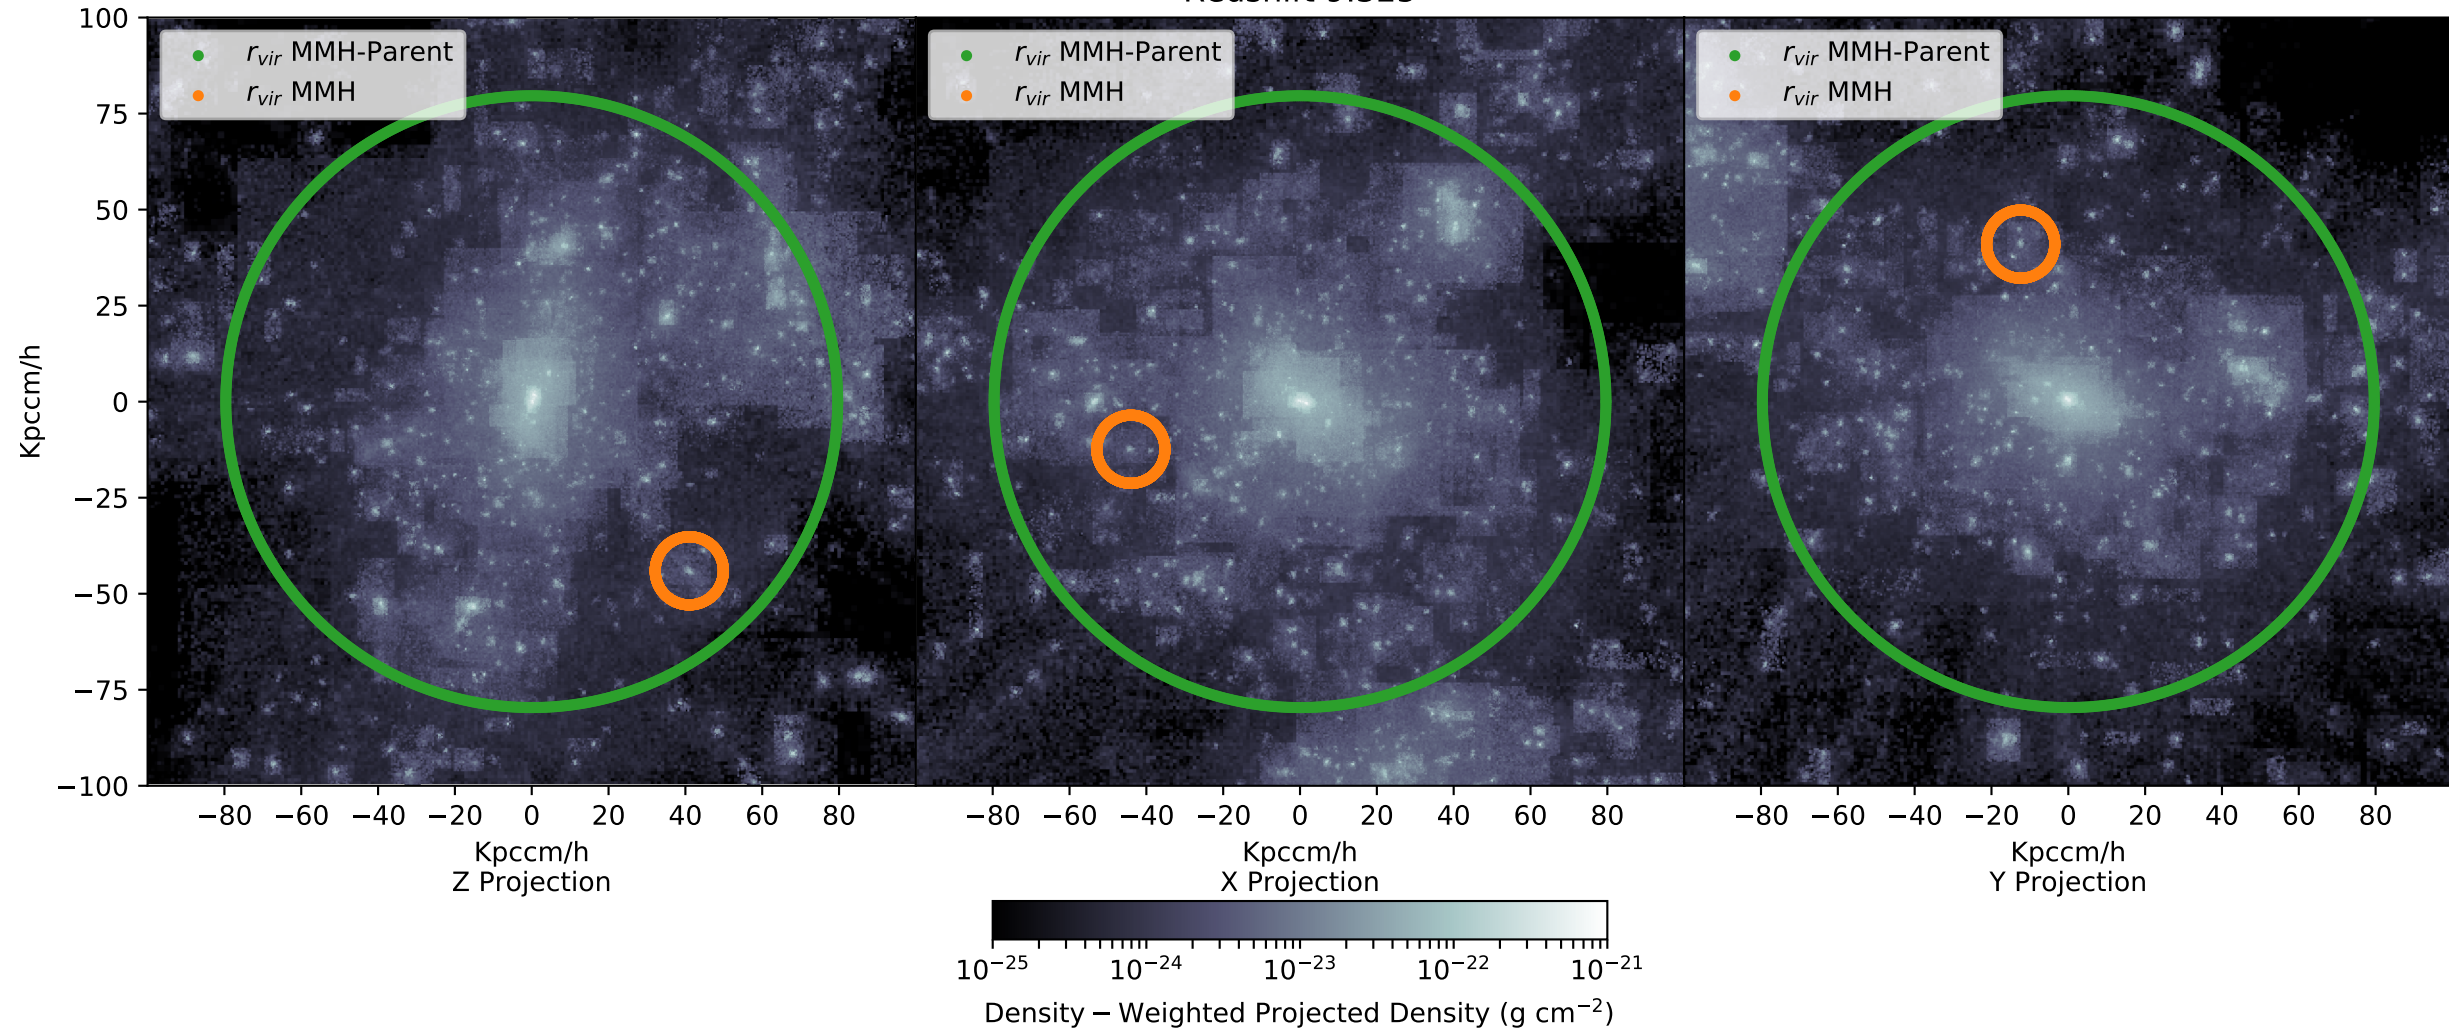 r_vir MMH-Parent
r_vir MMH
r_vir MMH-Parent
r_vir MMH
r_vir MMH-Parent
r_vir MMH
100
75
50
25
0
−25
−50
−75
−100
Kpccm/h
−80 −60 −40 −20 0 20 40 60 80
−80 −60 −40 −20 0 20 40 60 80
−80 −60 −40 −20 0 20 40 60 80
Kpccm/h
Z Projection
Kpccm/h
X Projection
Kpccm/h
Y Projection
10⁻²⁵ 10⁻²⁴ 10⁻²³ 10⁻²² 10⁻²¹
Density − Weighted Projected Density (g cm⁻²)